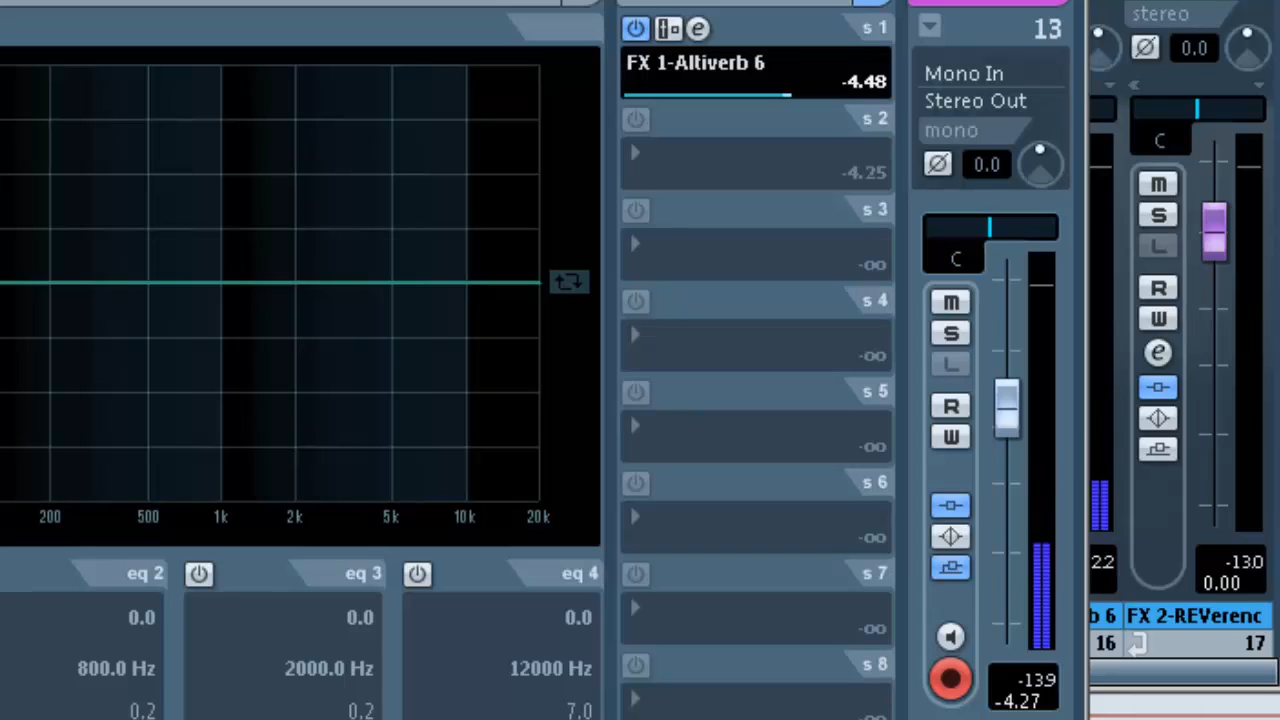 200 500 1k 2k 5k 10k 20k
eq 2
0.0
800.0 Hz
0.2
eq 3
0.0
2000.0 Hz
0.2
eq 4
0.0
12000 Hz
7.0
e s 1
FX 1-Altiverb 6
-4.48
s 2
-4.25
s 3
-oo
s 4
-oo
s 5
-oo
s 6
-oo
s 7
-oo
s 8
13
Mono In
Stereo Out
mono
0.0
C
M
S
L
R
W
-13.9
-4.27
stereo
0.0
C
M
S
L
R
W
e
2.2
-13.0
0.00
b 6 FX 2-REVerenc
16 17